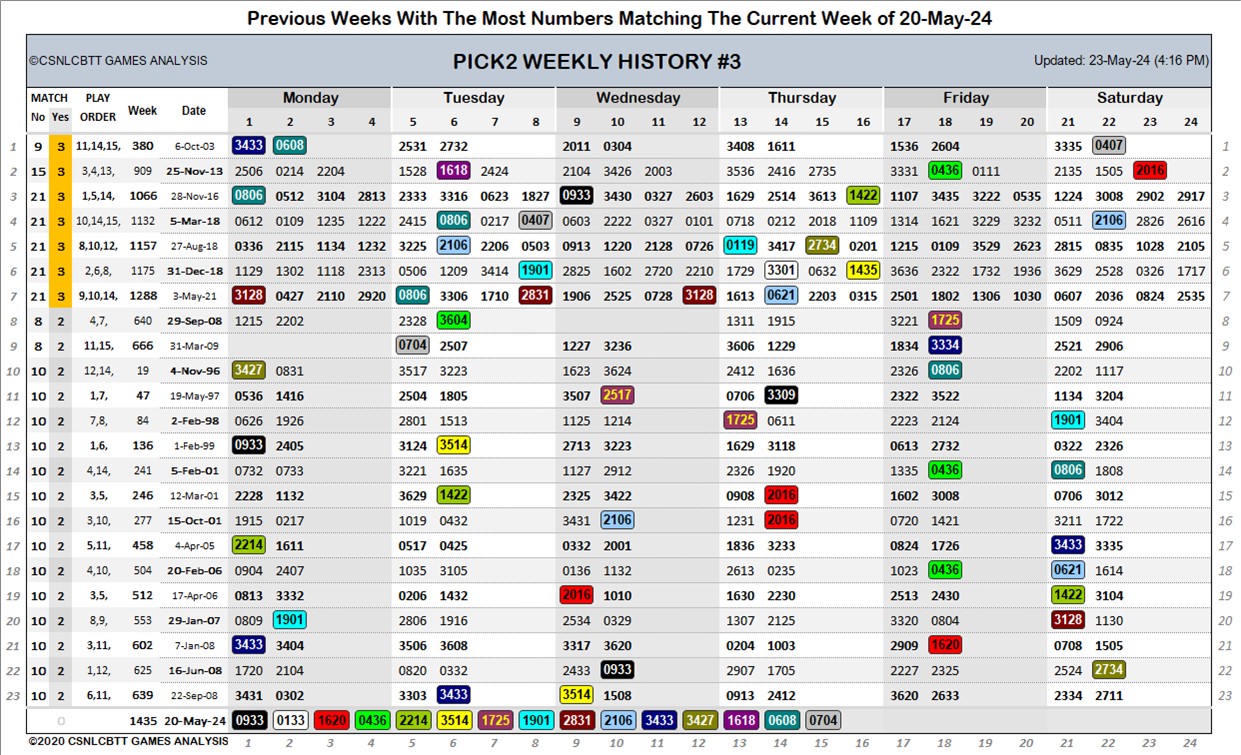 Previous Weeks With The Most Numbers Matching The Current Week of 20-May-24
©CSNLCBTT GAMES ANALYSIS PICK2 WEEKLY HISTORY #3 Updated: 23-May-24 (4:16 PM)
MATCH PLAY Week Date Monday Tuesday Wednesday Thursday Friday Saturday
No Yes ORDER 1 2 3 4 5 6 7 8 9 10 11 12 13 14 15 16 17 18 19 20 21 22 23 24
1 9 3 11,14,15, 380 6-Oct-03 3433 0608 2531 2732 2011 0304 3408 1611 1536 2604 3335 0407 1
2 15 3 3,4,13, 909 25-Nov-13 2506 0214 2204 1528 1618 2424 2104 3426 2003 3536 2416 2735 3331 0436 0111 2135 1505 2016 2
3 21 3 1,5,14, 1066 28-Nov-16 0806 0512 3104 2813 2333 3316 0623 1827 0933 3430 0327 2603 1629 2514 3613 1422 1107 3435 3222 0535 1224 3008 2924 2917 3
4 21 3 10,14,15, 1132 5-Mar-18 0612 0109 1235 1222 2415 0806 0217 0407 0603 2222 0327 0101 0718 0212 2018 1109 3614 1621 3229 3232 0511 2106 2826 2616 4
5 21 3 8,10,12, 1157 27-Aug-18 0336 2115 1134 1232 3225 2106 2206 0503 0913 1220 2128 0726 0119 3417 2734 0201 1215 0109 3529 2623 2815 0835 1028 2105 5
6 21 3 2,6,8, 1175 31-Dec-18 1129 1302 1118 2313 0506 1209 3414 1901 2825 1602 2720 2210 1729 3301 0632 1435 3636 2322 1732 1936 3629 2528 0326 1717 6
7 21 3 9,10,14, 1288 3-May-21 3128 0427 2110 2920 0806 3306 1710 2831 1906 2525 0728 3128 1613 0621 2203 0315 2501 1802 1306 1030 0607 2036 0824 2535 7
8 8 2 4,7, 640 29-Sep-08 1215 2202 2328 3604 1311 1915 3221 1725 1509 0924 8
9 8 2 11,15, 666 31-Mar-09 0704 2507 1227 3236 3606 1229 1834 3334 2521 2906 9
10 10 2 12,14, 19 4-Nov-96 3427 0831 3517 3223 1623 3624 2412 1636 2326 0806 2202 1117 10
11 10 2 1,7, 47 19-May-97 0536 1416 2504 1805 3507 2517 0706 3309 2322 3522 1134 3204 11
12 10 2 7,8, 84 2-Feb-98 0626 1926 2801 1513 1125 1214 1725 0611 2223 2124 1901 3404 12
13 10 2 1,6, 136 1-Feb-99 0933 2405 3124 3514 2713 3223 1629 3118 0613 2732 0322 2326 13
14 10 2 4,14, 241 5-Feb-01 0732 0733 3221 1635 1127 2912 2326 1920 1335 0436 0806 1808 14
15 10 2 3,5, 246 12-Mar-01 2228 1132 3629 1422 2325 3422 0908 2016 1602 3008 0706 3012 15
16 10 2 3,10, 277 15-Oct-01 1915 0217 1019 0432 3431 2106 1231 2016 0720 1421 3211 1722 16
17 10 2 5,11, 458 4-Apr-05 2214 1611 0517 0425 0332 2001 1836 3233 0824 1726 3433 3335 17
18 10 2 4,10, 504 20-Feb-06 0904 2407 1035 3105 0136 1132 2613 0235 1023 0436 0621 1614 18
19 10 2 3,5, 512 17-Apr-06 0813 3332 0206 1432 2016 1010 1630 2230 2513 2430 1422 3104 19
20 10 2 8,9, 553 29-Jan-07 0809 1901 2806 1916 2534 0329 1307 2125 3320 0804 3128 1130 20
21 10 2 3,11, 602 7-Jan-08 3433 3404 3506 3608 3317 3620 0204 1003 2909 1620 0708 1505 21
22 10 2 1,12, 625 16-Jun-08 1720 2104 0820 0332 2433 0933 2907 1705 2227 2325 2524 2734 22
23 10 2 6,11, 639 22-Sep-08 3431 0302 3303 3433 3514 1508 0913 2412 3620 2633 2334 2711 23
0 1435 20-May-24 0933 0133 1620 0436 2214 3514 1725 1901 2831 2106 3433 3427 1618 0608 0704
©2020 CSNLCBTT GAMES ANALYSIS 1 2 3 4 5 6 7 8 9 10 11 12 13 14 15 16 17 18 19 20 21 22 23 24